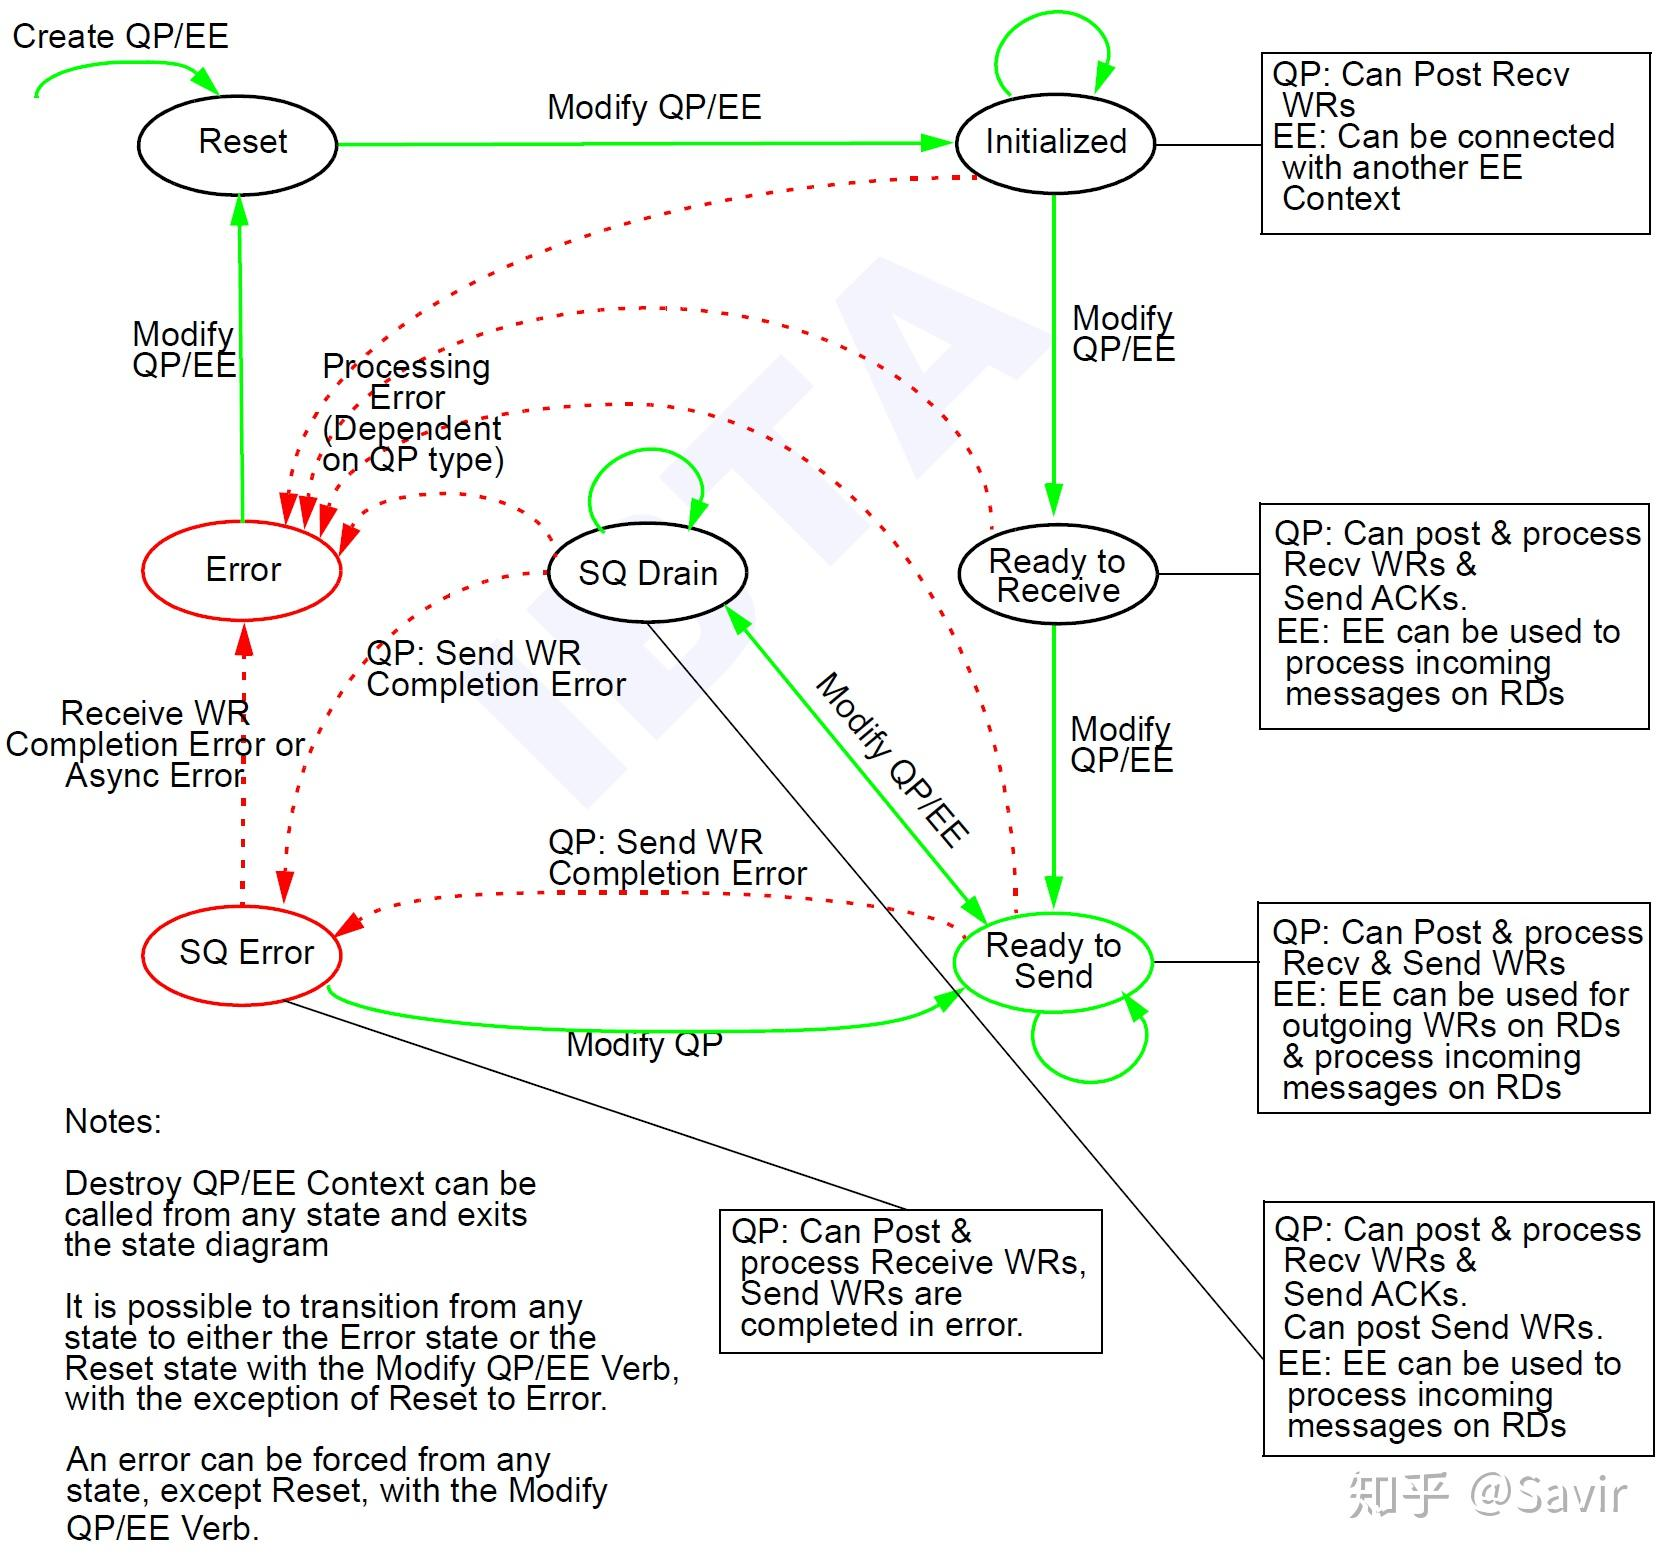 Create QP/EE
Reset
Modify QP/EE
Initialized
QP: Can Post Recv
WRs
EE: Can be connected
with another EE
Context
Modify
QP/EE
Processing
Error
(Dependent
on QP type)
Modify
QP/EE
Error
SQ Drain
Ready to
Receive
QP: Can post & process
Recv WRs &
Send ACKs.
EE: EE can be used to
process incoming
messages on RDs
QP: Send WR
Completion Error
Receive WR
Completion Error or
Async Error
Modify QP/EE
Modify
QP/EE
QP: Send WR
Completion Error
SQ Error
Ready to
Send
QP: Can Post & process
Recv & Send WRs
EE: EE can be used for
outgoing WRs on RDs
& process incoming
messages on RDs
Modify QP
Notes:
Destroy QP/EE Context can be
called from any state and exits
the state diagram
It is possible to transition from any
state to either the Error state or the
Reset state with the Modify QP/EE Verb,
with the exception of Reset to Error.
An error can be forced from any
state, except Reset, with the Modify
QP/EE Verb.
QP: Can Post &
process Receive WRs,
Send WRs are
completed in error.
QP: Can post & process
Recv WRs &
Send ACKs.
Can post Send WRs.
EE: EE can be used to
process incoming
messages on RDs
IBTA
知乎 @Savir